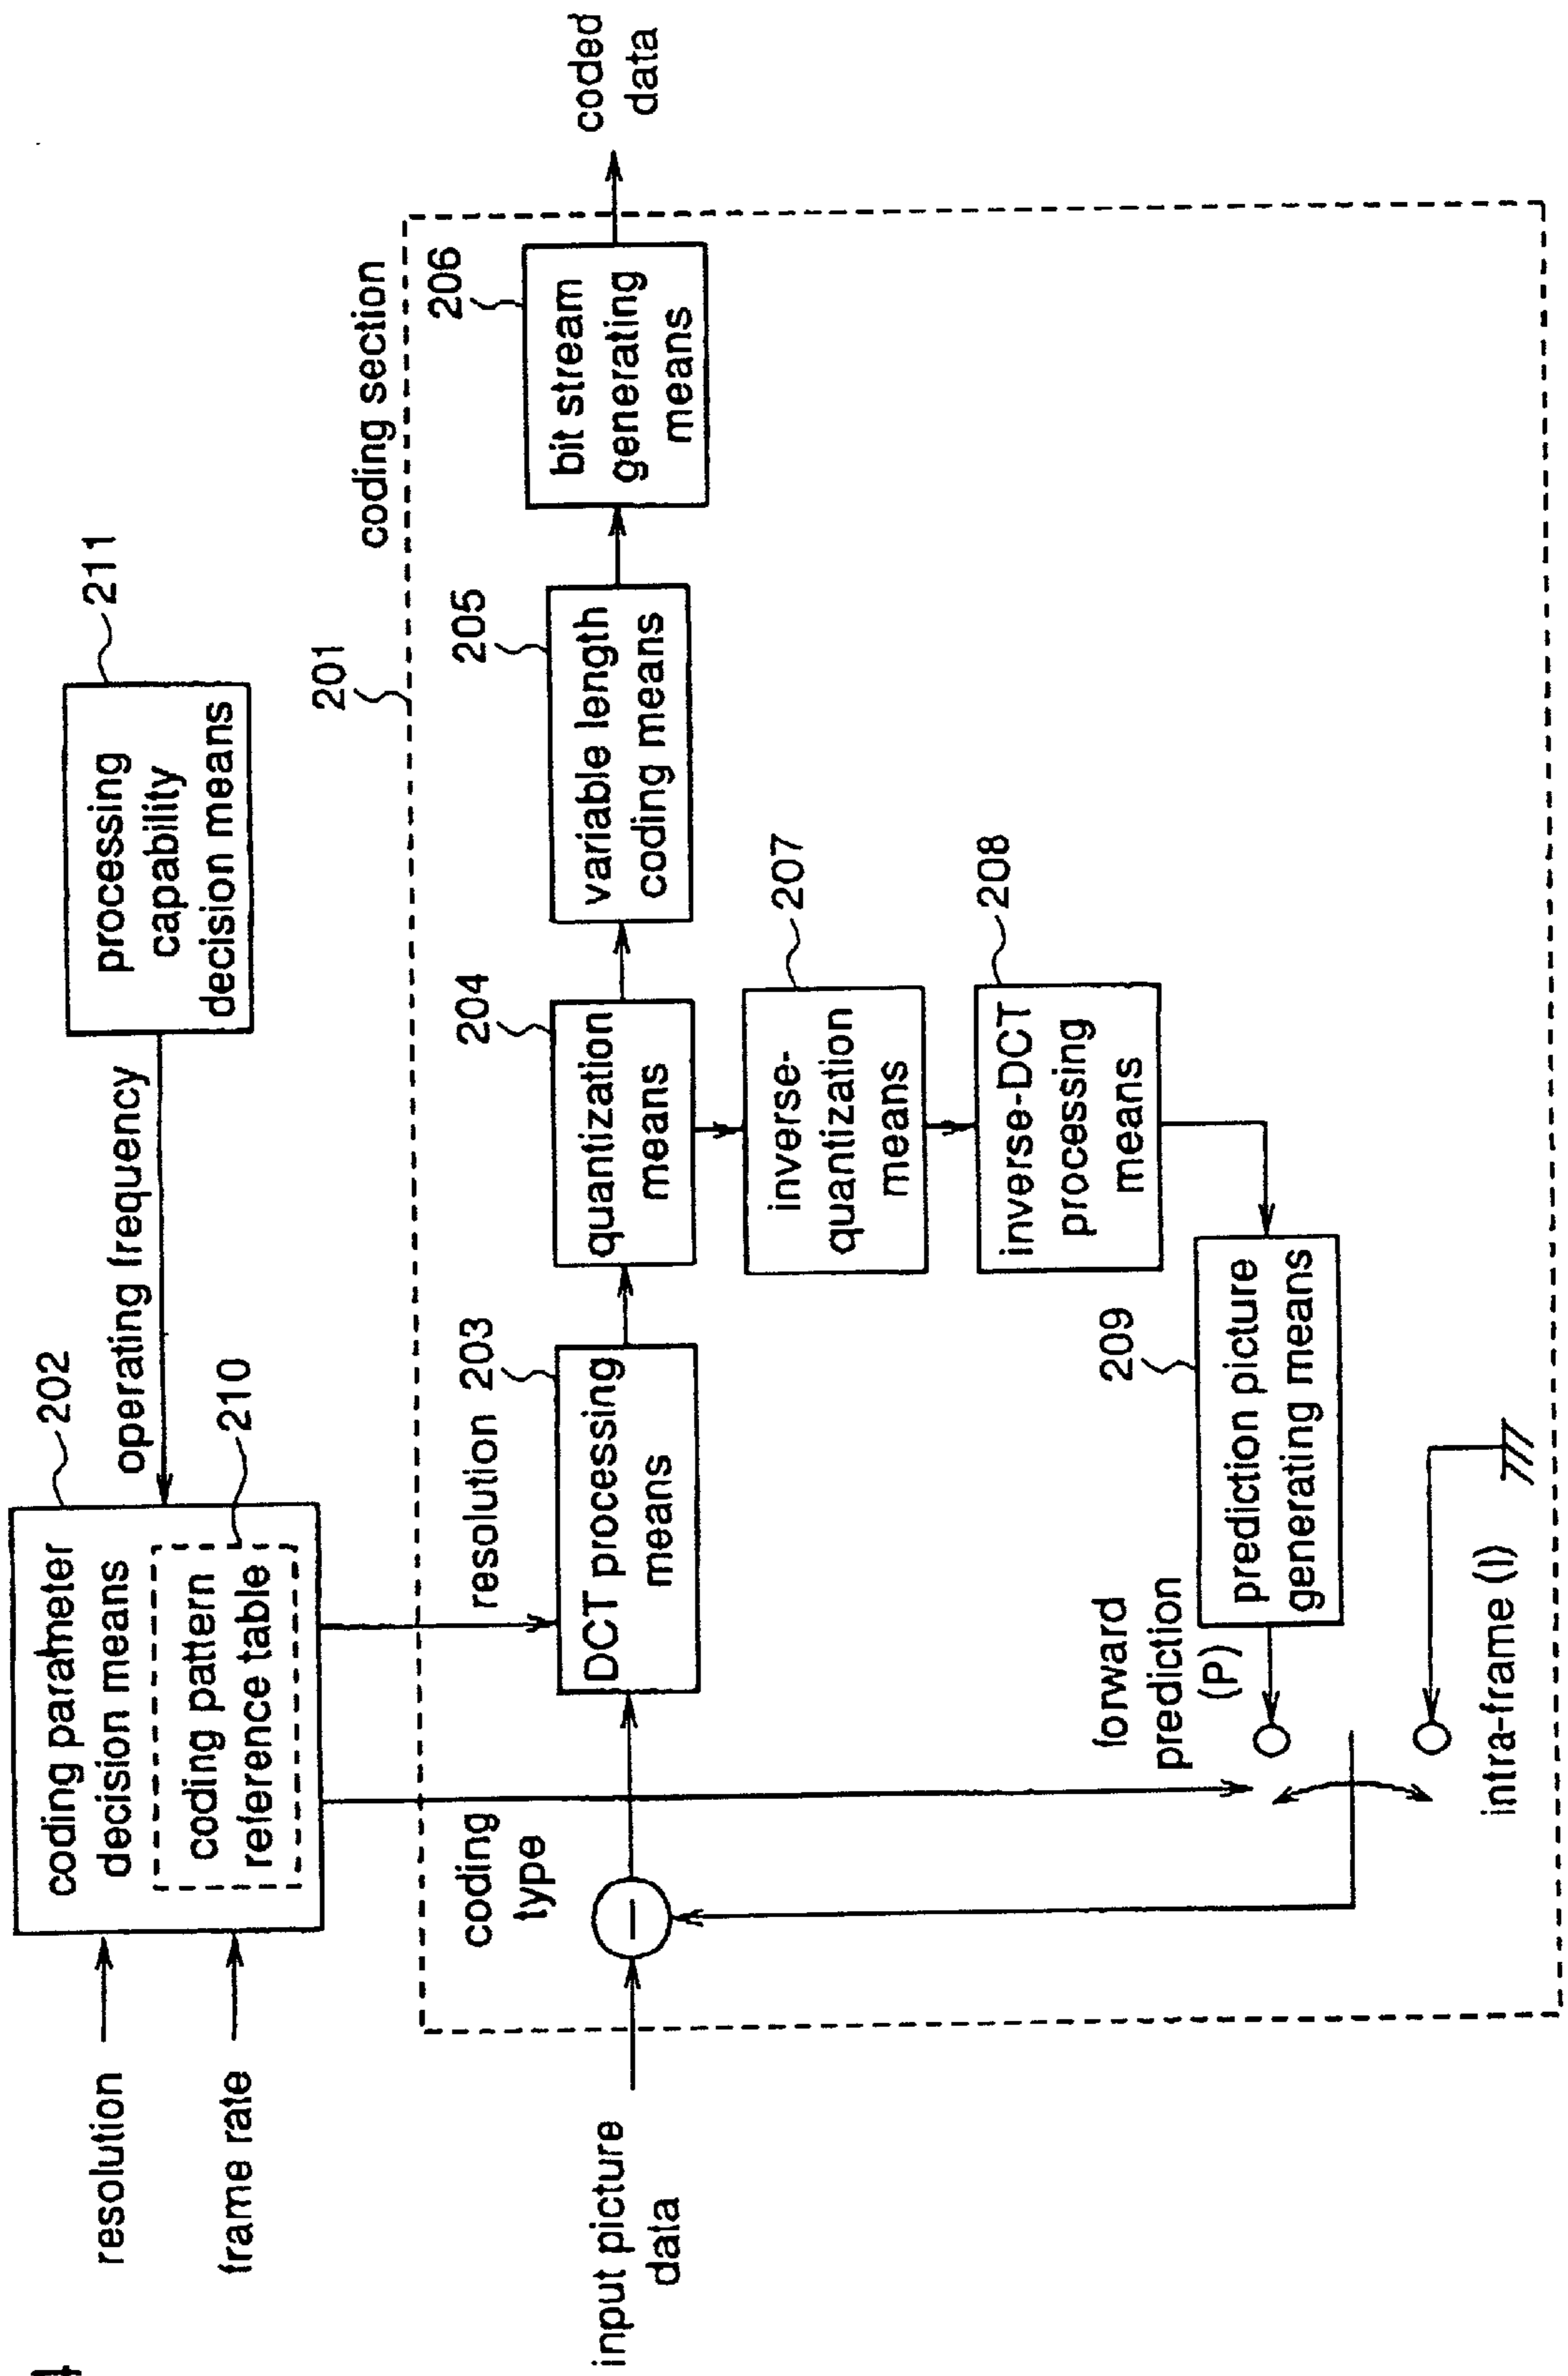 211
processing
capability
decision means
operating frequency
202
coding paratmeter
decision means
210
coding pattern
reference table
resolution
frame rate
201
coding section
coding
type
resolution
203
DCT processing
means
204
quantization
means
205
variable length
coding means
206
bit stream
generating
means
coded
data
input picture
data
207
inverse-
quantization
means
208
inverse-DCT
processing
means
209
prediction picture
generating means
forward
prediction
(P)
intra-frame (I)